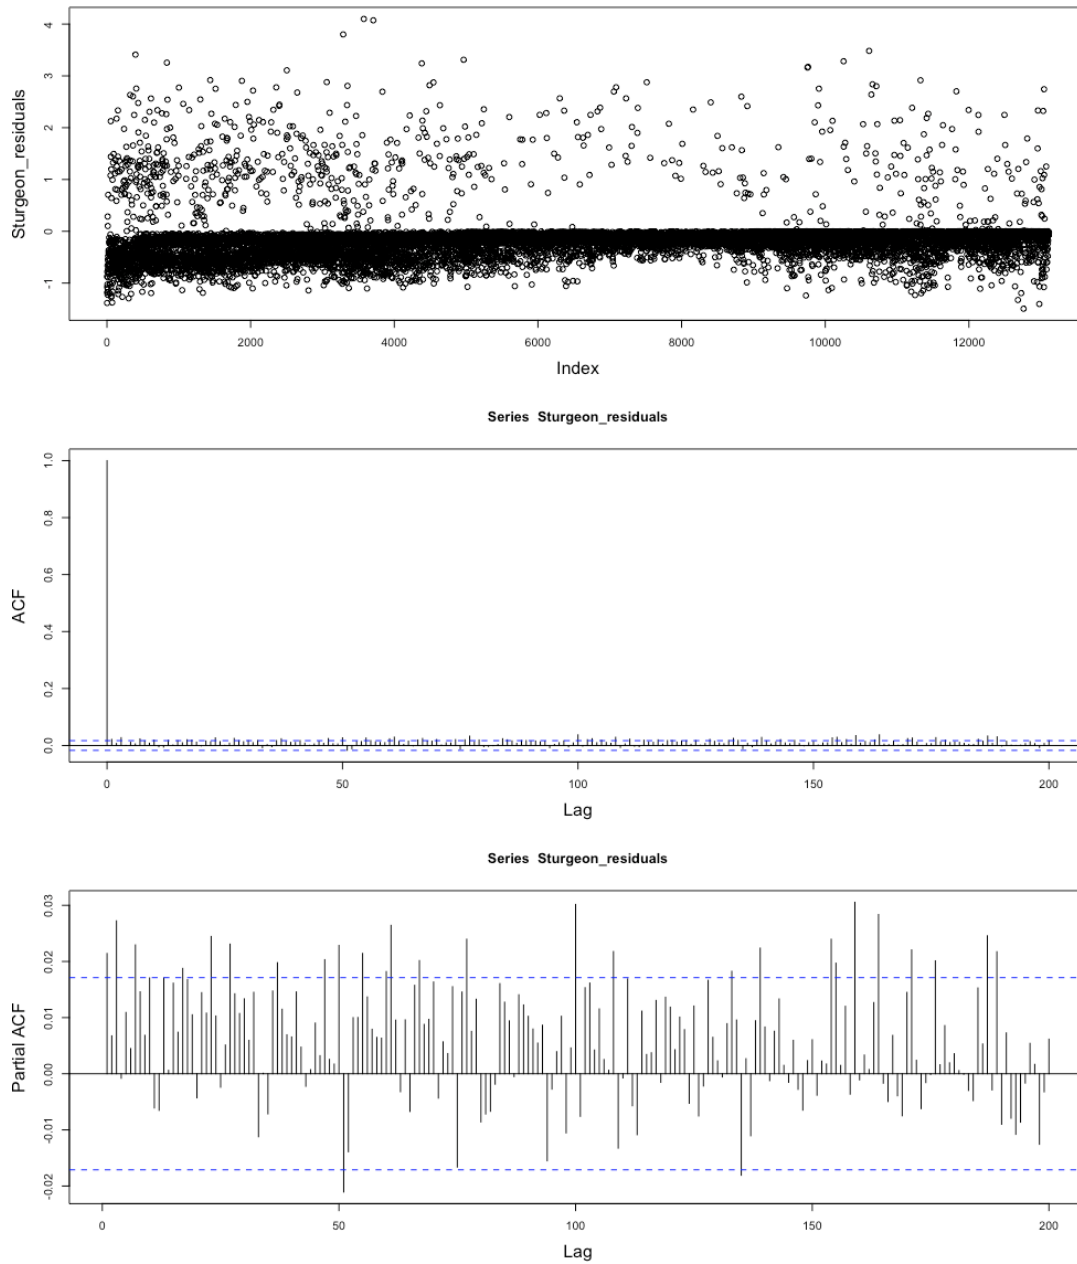 Sturgeon_residuals
4
3
2
1
0
-1
0 2000 4000 6000 8000 10000 12000
Index
Series Sturgeon_residuals
ACF
1.0
0.8
0.6
0.4
0.2
0.0
0 50 100 150 200
Lag
Series Sturgeon_residuals
Partial ACF
0.03
0.02
0.01
0.00
-0.01
-0.02
0 50 100 150 200
Lag